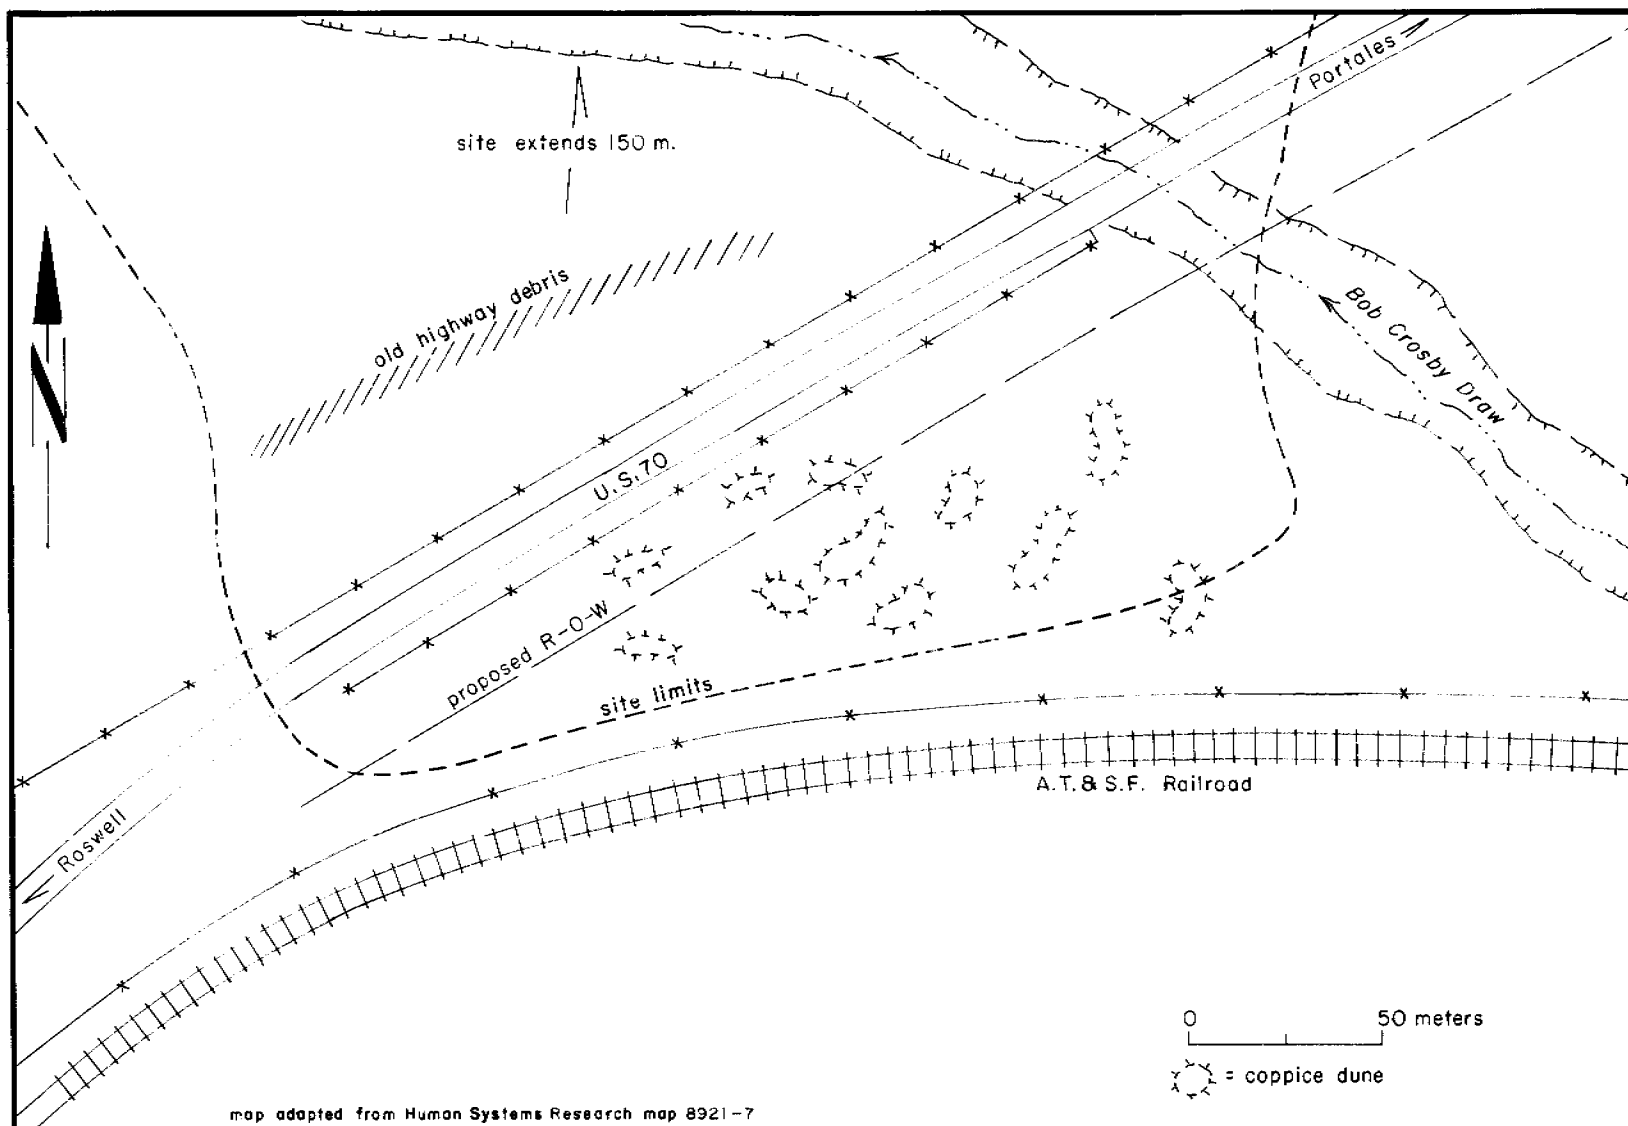 Portales
site extends 150 m.
old highway debris
Bob Crosby Draw
N
U.S.70
proposed R-O-W
site limits
A.T.& S.F. Railroad
Roswell
0 50 meters
= coppice dune
map adapted from Human Systems Research map 8921-7